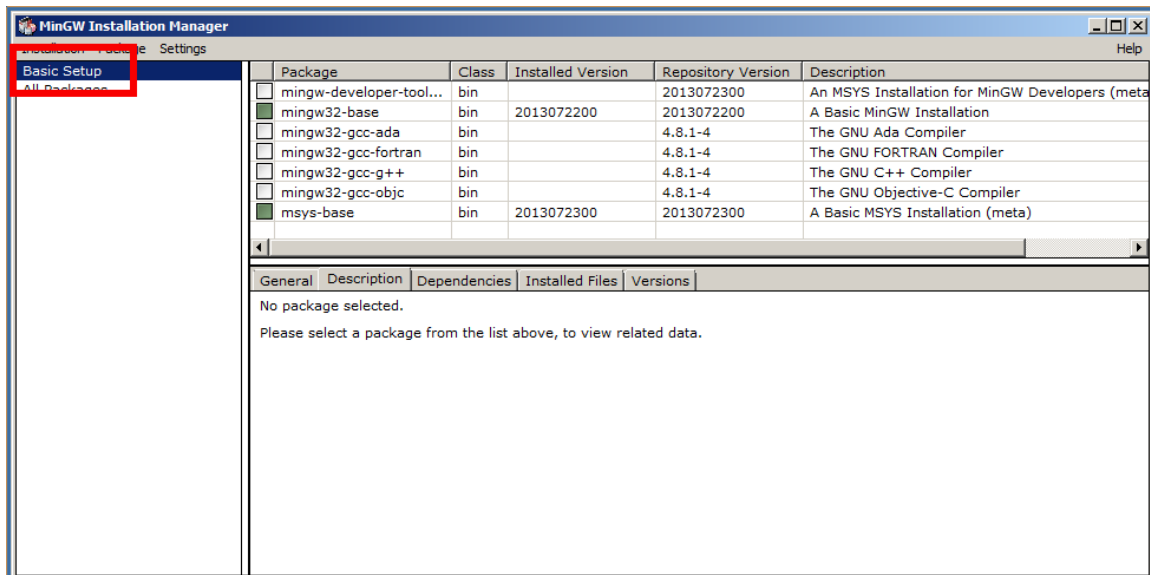 MinGW Installation Manager
Installation Package Settings Help
Basic Setup
All Packages
Package Class Installed Version Repository Version Description
mingw-developer-tool... bin 2013072300 An MSYS Installation for MinGW Developers (meta
mingw32-base bin 2013072200 2013072200 A Basic MinGW Installation
mingw32-gcc-ada bin 4.8.1-4 The GNU Ada Compiler
mingw32-gcc-fortran bin 4.8.1-4 The GNU FORTRAN Compiler
mingw32-gcc-g++ bin 4.8.1-4 The GNU C++ Compiler
mingw32-gcc-objc bin 4.8.1-4 The GNU Objective-C Compiler
msys-base bin 2013072300 2013072300 A Basic MSYS Installation (meta)
General Description Dependencies Installed Files Versions
No package selected.
Please select a package from the list above, to view related data.